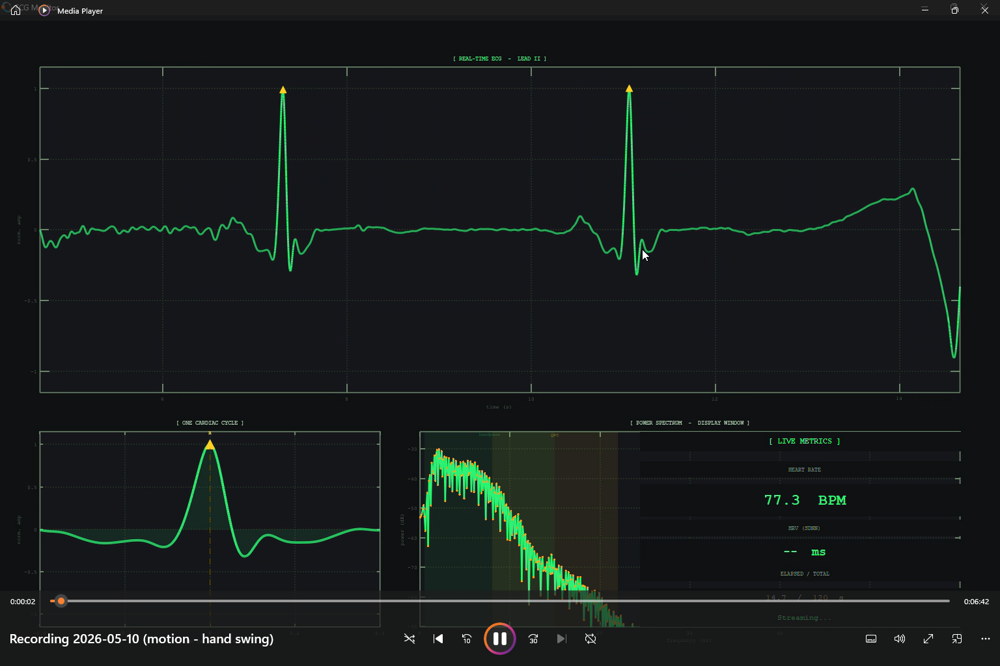 ECG Monitor
Media Player
[ REAL-TIME ECG - LEAD II ]
1
0.5
0
-0.5
-1
norm. amp
6
8
10
12
14
time (s)
[ ONE CARDIAC CYCLE ]
1
0.5
0
-0.5
-1
norm. amp
[ POWER SPECTRUM - DISPLAY WINDOW ]
QRS
-30
-40
-50
-60
-70
power (dB)
frequency (Hz)
[ LIVE METRICS ]
HEART RATE
77.3 BPM
HRV (SDNN)
-- ms
ELAPSED / TOTAL
14.7 / 120 s
Streaming...
0:00:02
0:06:42
Recording 2026-05-10 (motion - hand swing)
10
30